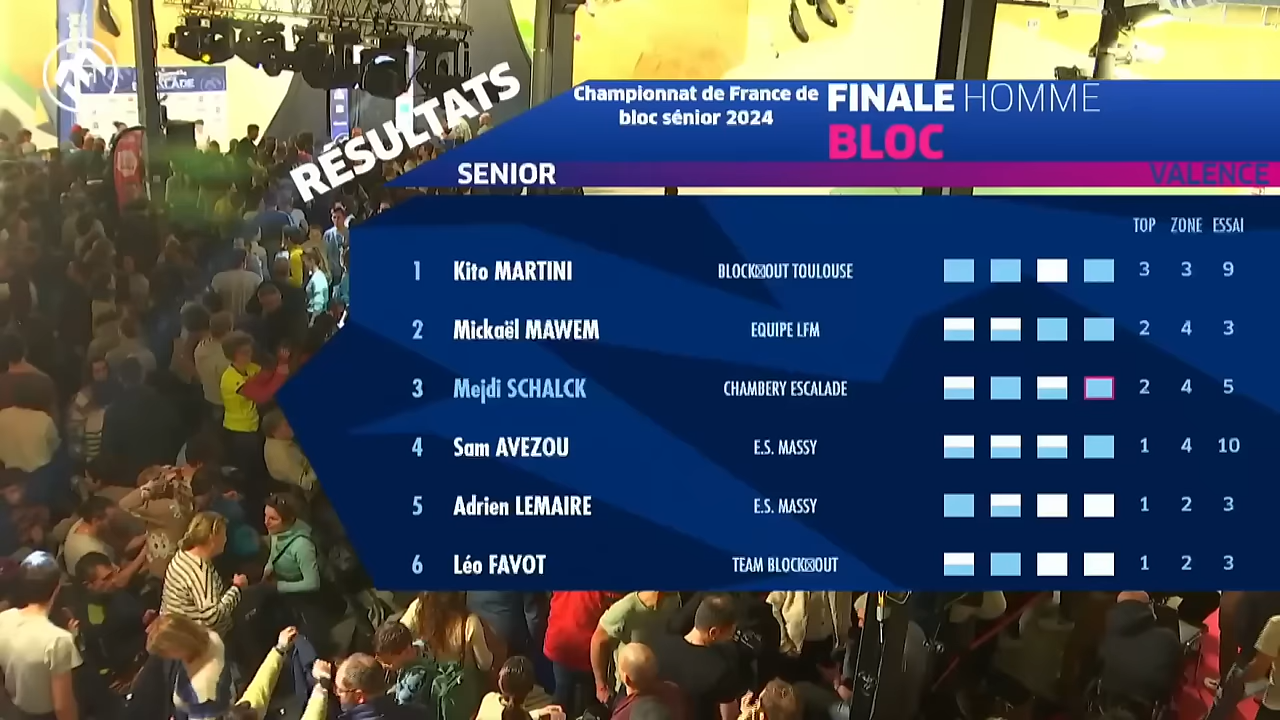 RÉSULTATS
Championnat de France de
bloc sénior 2024
FINALE HOMME
BLOC
SENIOR
VALENCE
TOP ZONE ESSAI
1 Kito MARTINI BLOCK☒OUT TOULOUSE 3 3 9
2 Mickaël MAWEM EQUIPE LFM 2 4 3
3 Mejdi SCHALCK CHAMBERY ESCALADE 2 4 5
4 Sam AVEZOU E.S. MASSY 1 4 10
5 Adrien LEMAIRE E.S. MASSY 1 2 3
6 Léo FAVOT TEAM BLOCK☒OUT 1 2 3